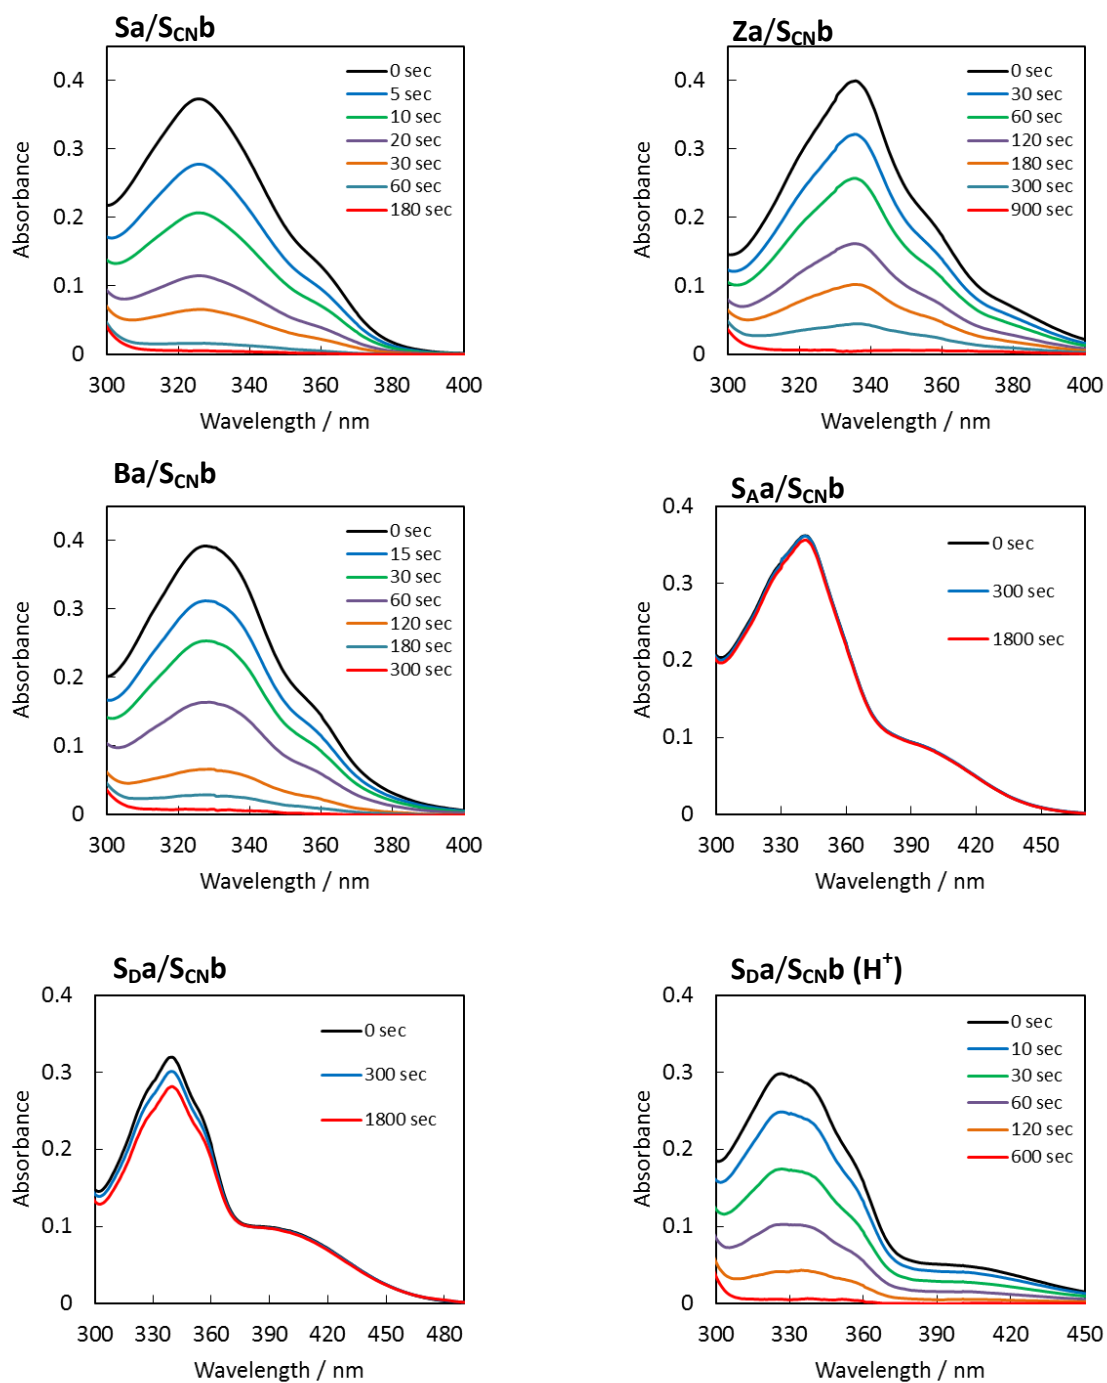 Sa/SCNb
0.4
0.3
0.2
0.1
0
Absorbance
0 sec
5 sec
10 sec
20 sec
30 sec
60 sec
180 sec
300 320 340 360 380 400
Wavelength / nm
Za/SCNb
0.4
0.3
0.2
0.1
0
Absorbance
0 sec
30 sec
60 sec
120 sec
180 sec
300 sec
900 sec
300 320 340 360 380 400
Wavelength / nm
Ba/SCNb
0.4
0.3
0.2
0.1
0
Absorbance
0 sec
15 sec
30 sec
60 sec
120 sec
180 sec
300 sec
300 320 340 360 380 400
Wavelength / nm
SAa/SCNb
0.4
0.3
0.2
0.1
0
Absorbance
0 sec
300 sec
1800 sec
300 330 360 390 420 450
Wavelength / nm
SDa/SCNb
0.4
0.3
0.2
0.1
0
Absorbance
0 sec
300 sec
1800 sec
300 330 360 390 420 450 480
Wavelength / nm
SDa/SCNb (H+)
0.4
0.3
0.2
0.1
0
Absorbance
0 sec
10 sec
30 sec
60 sec
120 sec
600 sec
300 330 360 390 420 450
Wavelength / nm